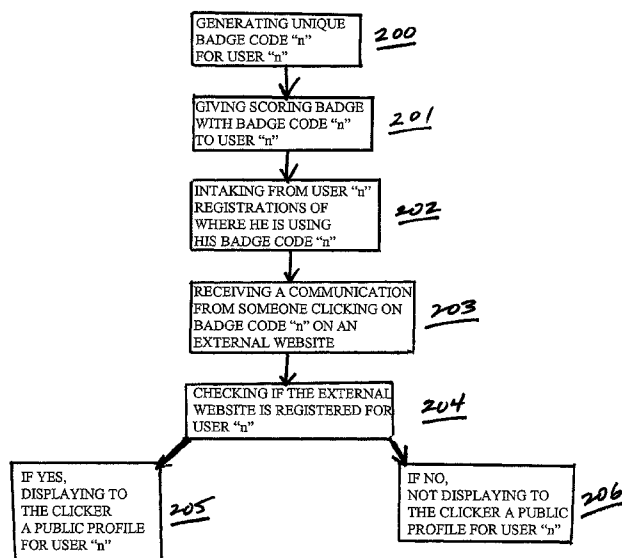 GENERATING UNIQUE
BADGE CODE "n"
FOR USER "n"
200
GIVING SCORING BADGE
WITH BADGE CODE "n"
TO USER "n"
201
INTAKING FROM USER "n"
REGISTRATIONS OF
WHERE HE IS USING
HIS BADGE CODE "n"
202
RECEIVING A COMMUNICATION
FROM SOMEONE CLICKING ON
BADGE CODE "n" ON AN
EXTERNAL WEBSITE
203
CHECKING IF THE EXTERNAL
WEBSITE IS REGISTERED FOR
USER "n"
204
IF YES,
DISPLAYING TO
THE CLICKER
A PUBLIC PROFILE
FOR USER "n"
205
IF NO,
NOT DISPLAYING TO
THE CLICKER A PUBLIC
PROFILE FOR USER "n"
206